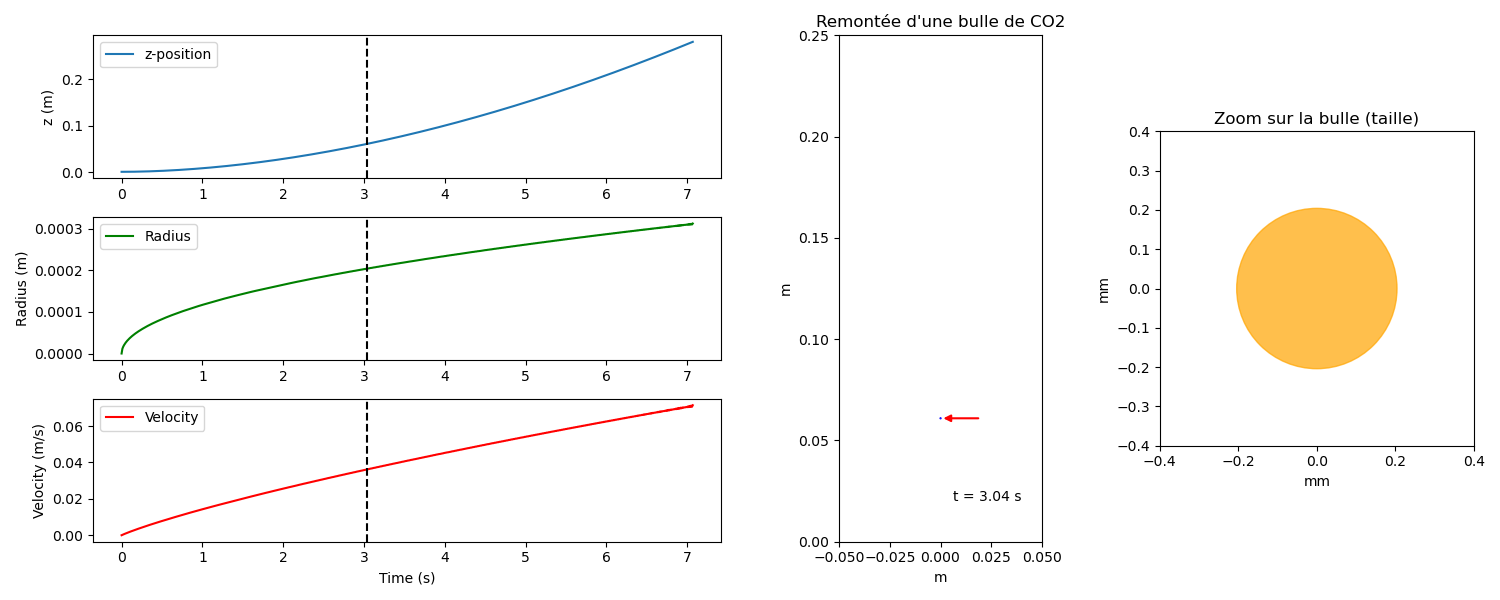 z-position
z (m)
0.2
0.1
0.0
0 1 2 3 4 5 6 7
Radius
Radius (m)
0.0003
0.0002
0.0001
0.0000
0 1 2 3 4 5 6 7
Velocity
Velocity (m/s)
0.06
0.04
0.02
0.00
0 1 2 3 4 5 6 7
Time (s)
Remontée d'une bulle de CO2
0.25
0.20
0.15
m
0.10
0.05
t = 3.04 s
0.00
−0.050 −0.025 0.000 0.025 0.050
m
Zoom sur la bulle (taille)
0.4
0.3
0.2
0.1
mm
0.0
−0.1
−0.2
−0.3
−0.4
−0.4 −0.2 0.0 0.2 0.4
mm